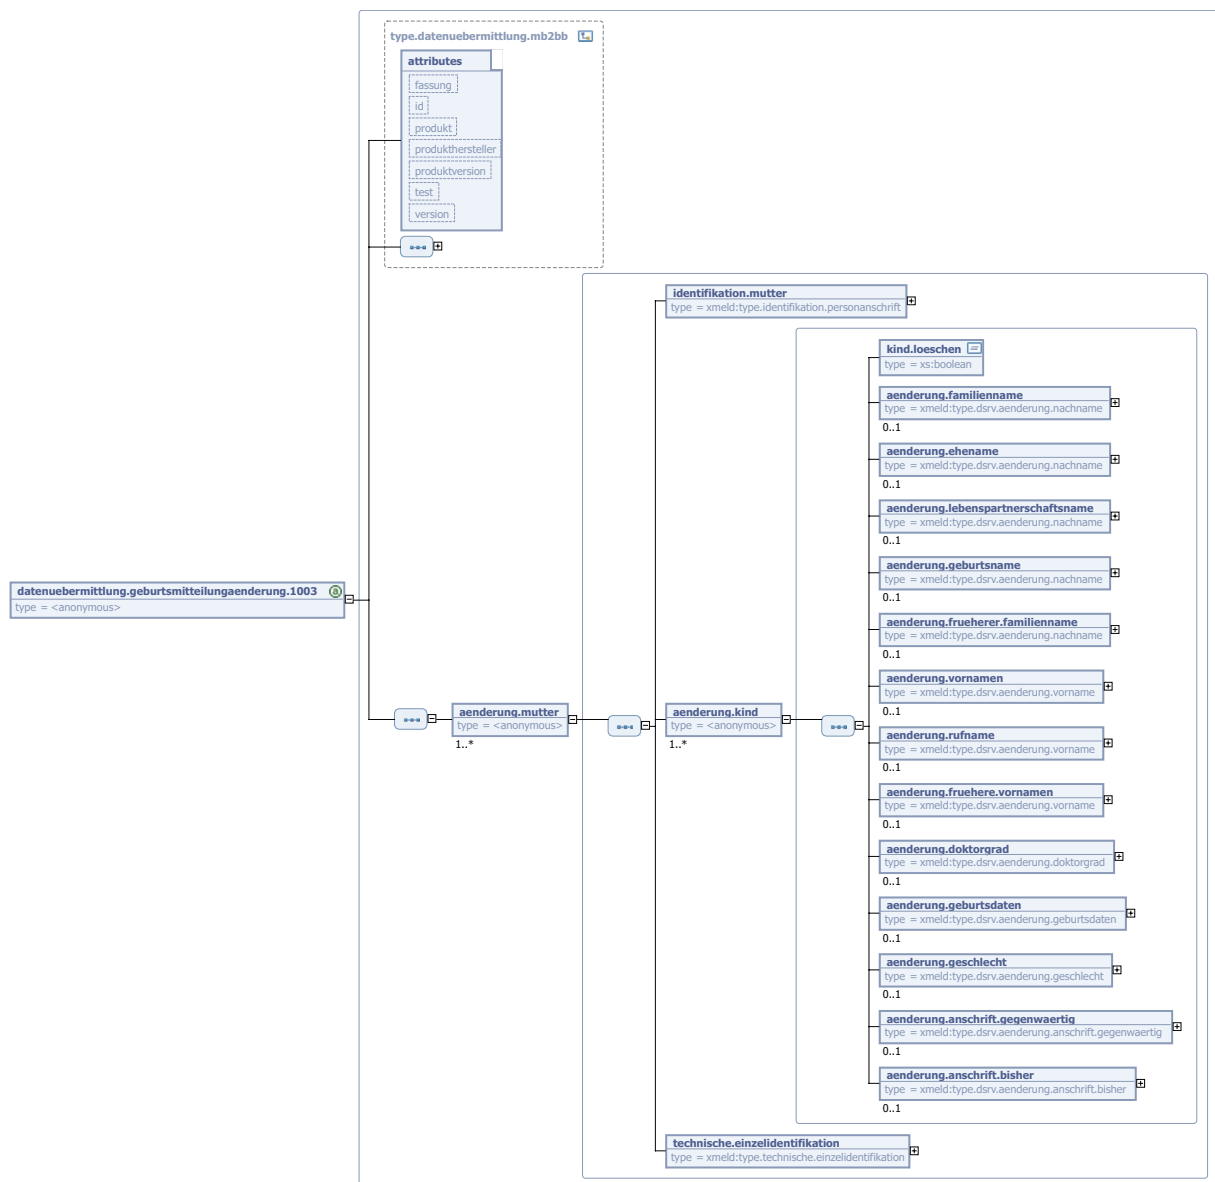 type.datenuebermittlung.mb2bb
attributes
fassung
id
produkt
produkthersteller
produktversion
test
version
identifikation.mutter
type = xmeld:type.identifikation.personanschrift
kind.loeschen
type = xs:boolean
aenderung.familienname
type = xmeld:type.dsrv.aenderung.nachname
0..1
aenderung.ehename
type = xmeld:type.dsrv.aenderung.nachname
0..1
aenderung.lebenspartnerschaftsname
type = xmeld:type.dsrv.aenderung.nachname
0..1
aenderung.geburtsname
type = xmeld:type.dsrv.aenderung.nachname
0..1
datenuebermittlung.geburtsmitteilungaenderung.1003 a
type = <anonymous>
aenderung.frueherer.familienname
type = xmeld:type.dsrv.aenderung.nachname
0..1
aenderung.vornamen
type = xmeld:type.dsrv.aenderung.vorname
0..1
aenderung.mutter
type = <anonymous>
1..*
aenderung.kind
type = <anonymous>
1..*
aenderung.rufname
type = xmeld:type.dsrv.aenderung.vorname
0..1
aenderung.fruehere.vornamen
type = xmeld:type.dsrv.aenderung.vorname
0..1
aenderung.doktorgrad
type = xmeld:type.dsrv.aenderung.doktorgrad
0..1
aenderung.geburtsdaten
type = xmeld:type.dsrv.aenderung.geburtsdaten
0..1
aenderung.geschlecht
type = xmeld:type.dsrv.aenderung.geschlecht
0..1
aenderung.anschrift.gegenwaertig
type = xmeld:type.dsrv.aenderung.anschrift.gegenwaertig
0..1
aenderung.anschrift.bisher
type = xmeld:type.dsrv.aenderung.anschrift.bisher
0..1
technische.einzelidentifikation
type = xmeld:type.technische.einzelidentifikation